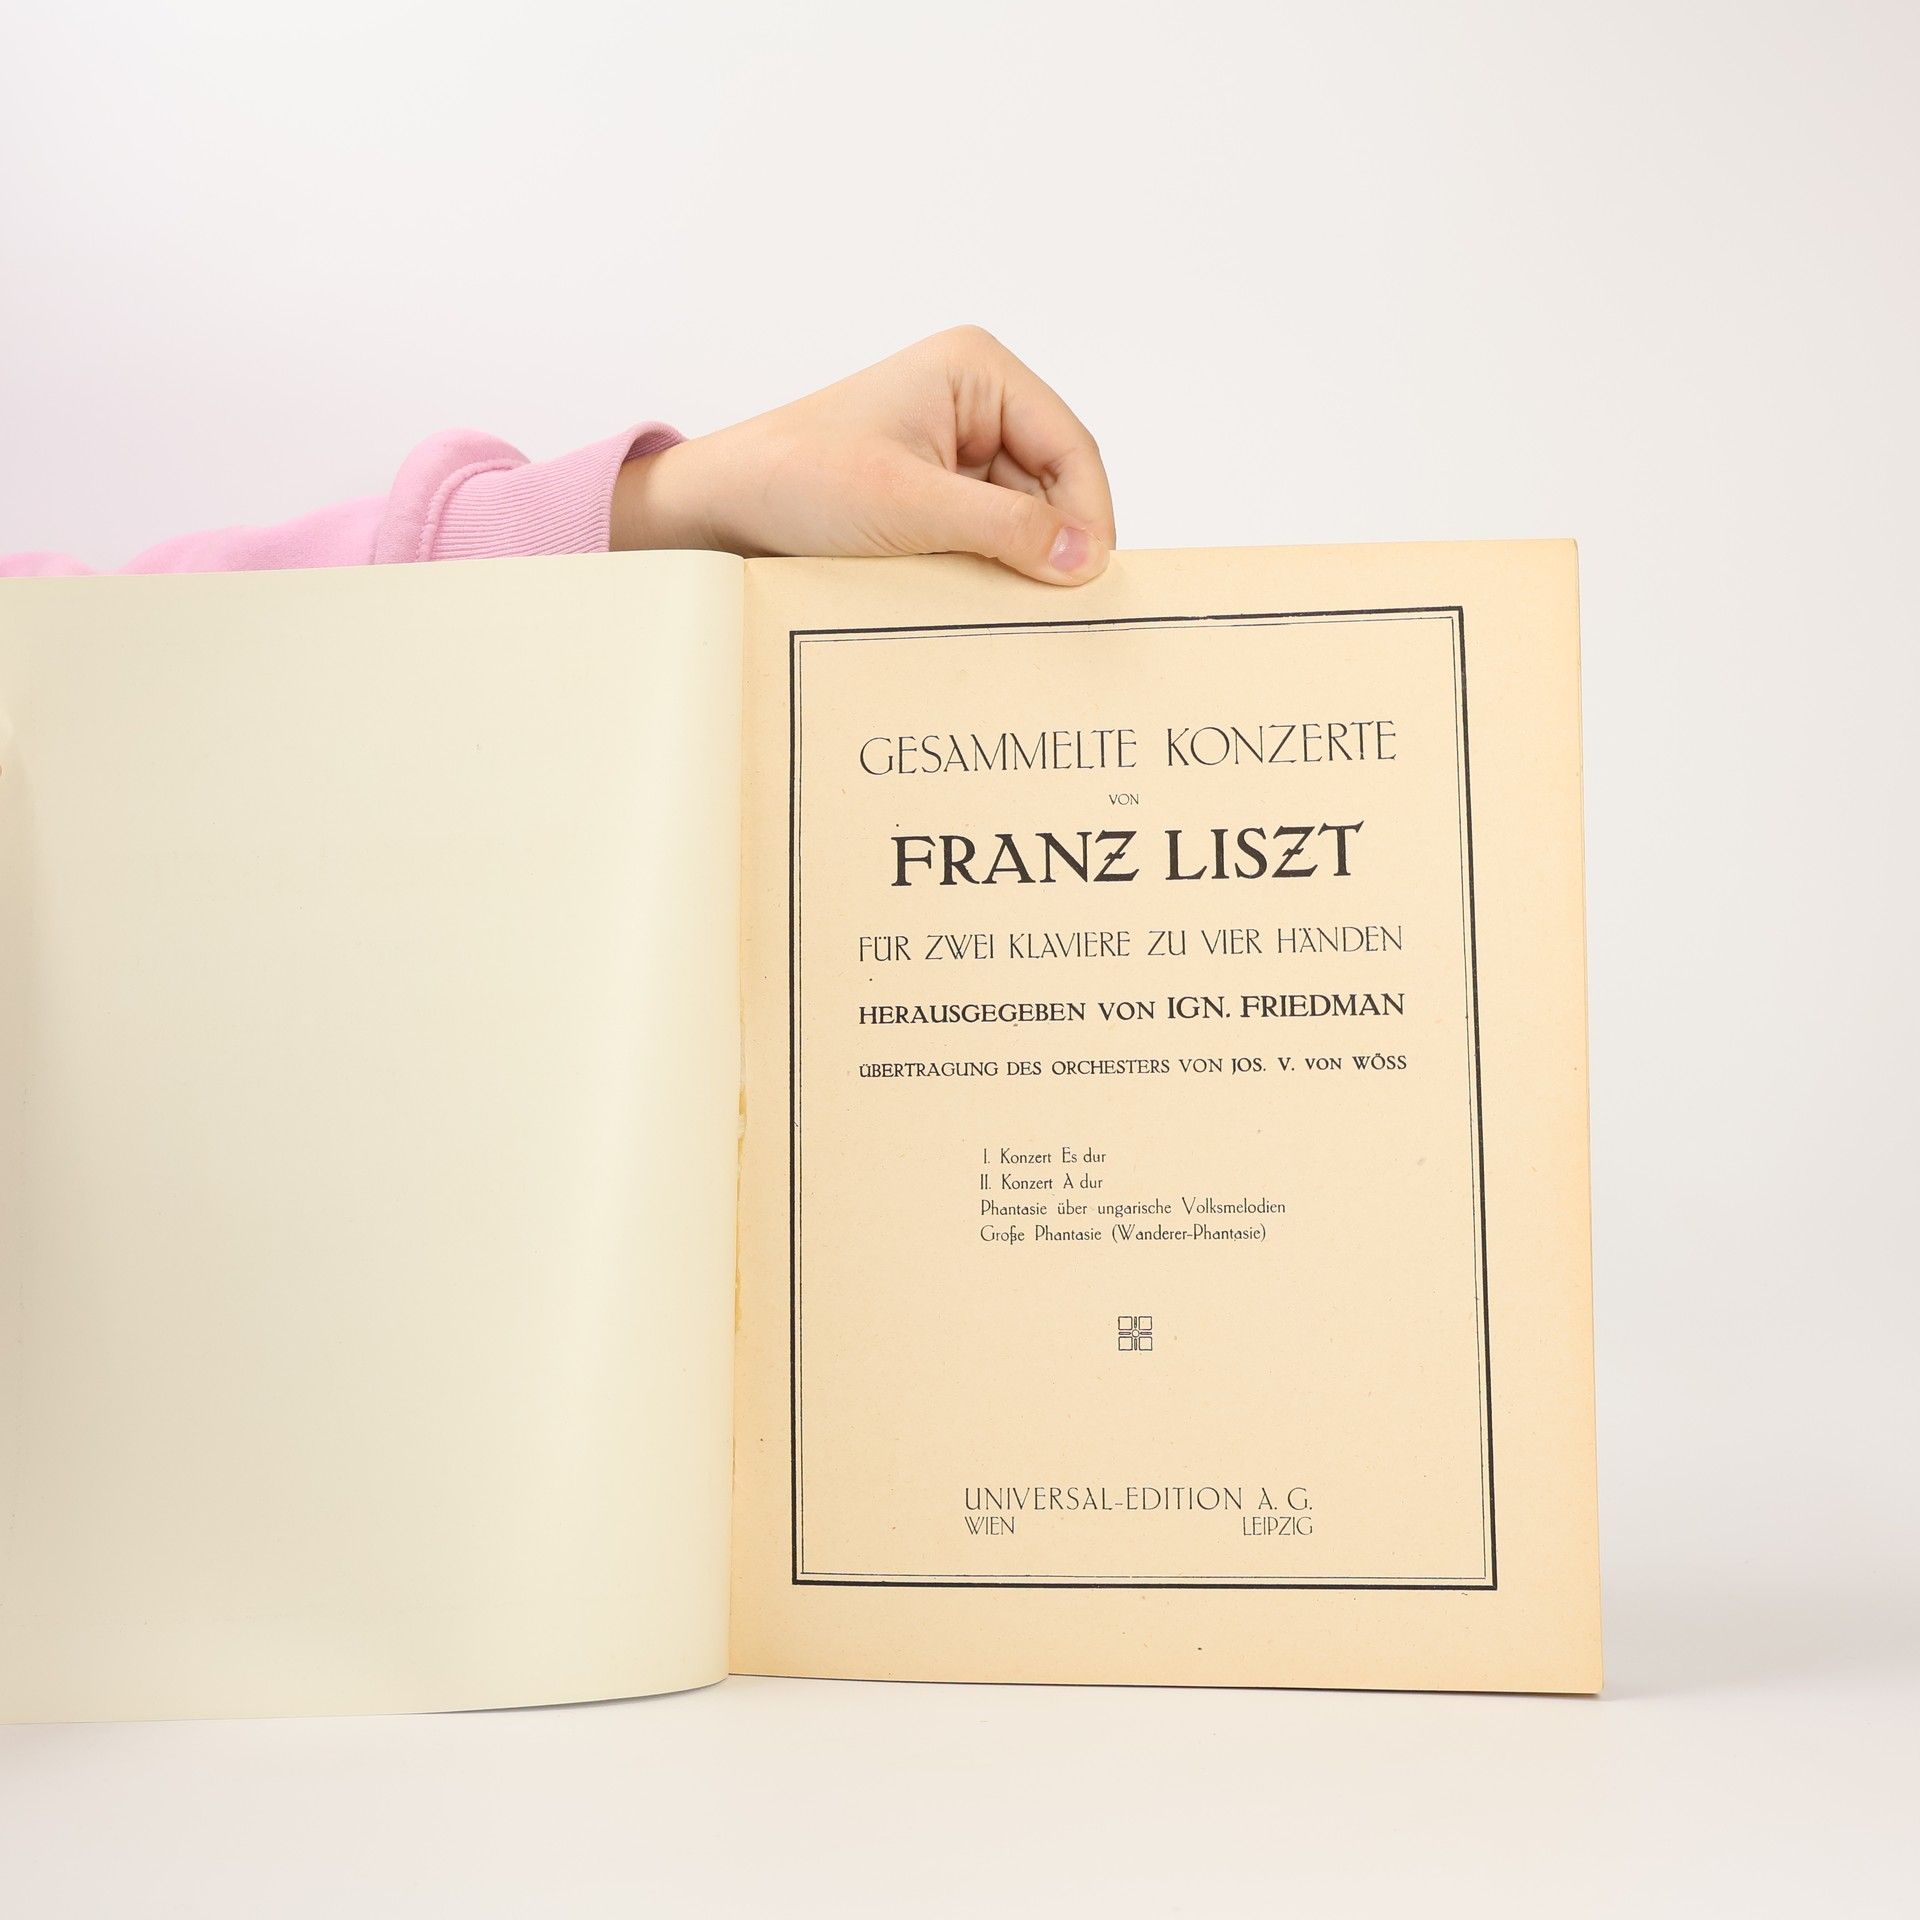 GESAMMELTE KONZERTE
VON
FRANZ LISZT
FÜR ZWEI KLAVIERE ZU VIER HÄNDEN
HERAUSGEGEBEN VON IGN. FRIEDMAN
ÜBERTRAGUNG DES ORCHESTERS VON JOS. V. VON WÖSS
I. Konzert Es dur
II. Konzert A dur
Phantasie über ungarische Volksmelodien
Große Phantasie (Wanderer-Phantasie)
UNIVERSAL-EDITION A. G.
WIEN LEIPZIG